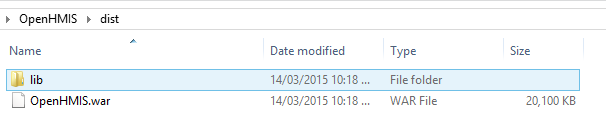 OpenHMIS dist
Name Date modified Type Size
lib 14/03/2015 10:18 ... File folder
OpenHMIS.war 14/03/2015 10:18 ... WAR File 20,100 KB